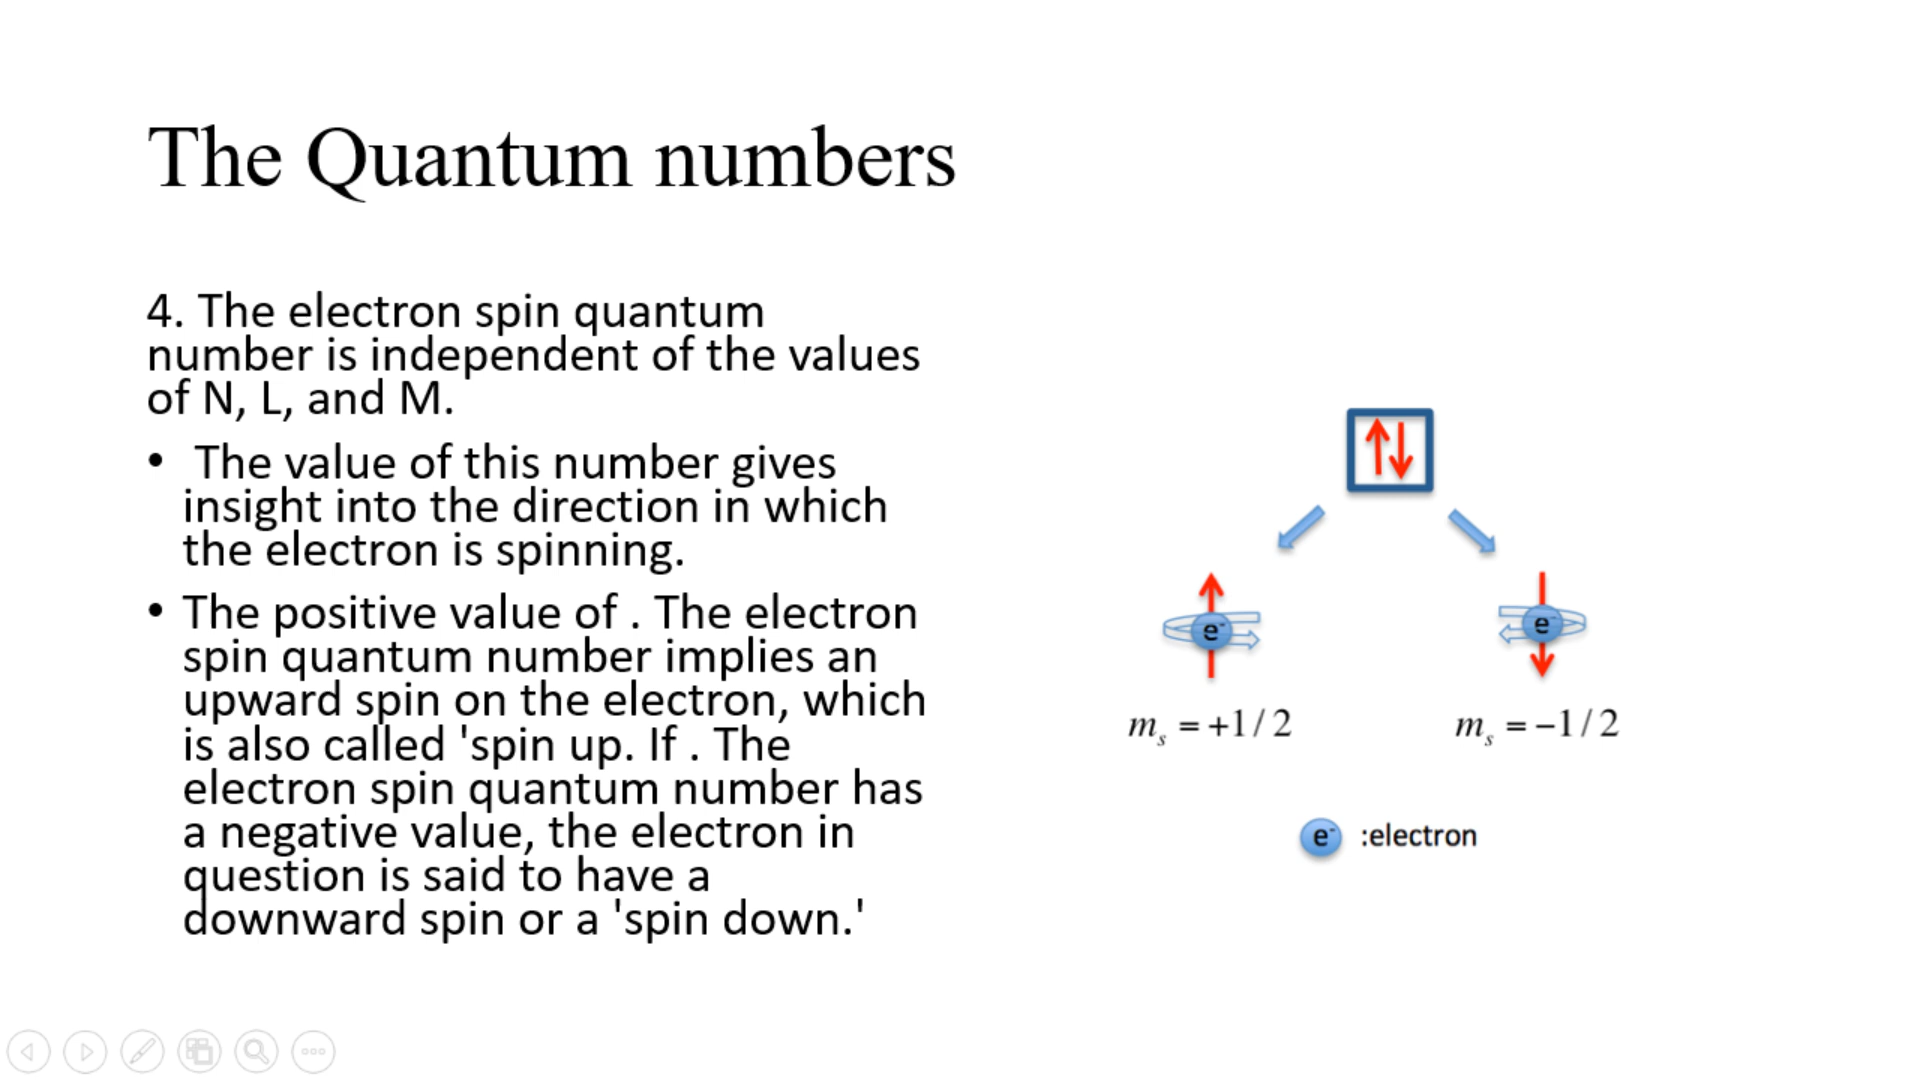 The Quantum numbers
4. The electron spin quantum
number is independent of the values
of N, L, and M.
• The value of this number gives
insight into the direction in which
the electron is spinning.
• The positive value of . The electron
spin quantum number implies an
upward spin on the electron, which
is also called 'spin up. If . The
electron spin quantum number has
a negative value, the electron in
question is said to have a
downward spin or a 'spin down.'
e⁻
e⁻
mₛ = +1/2
mₛ = −1/2
e⁻ :electron